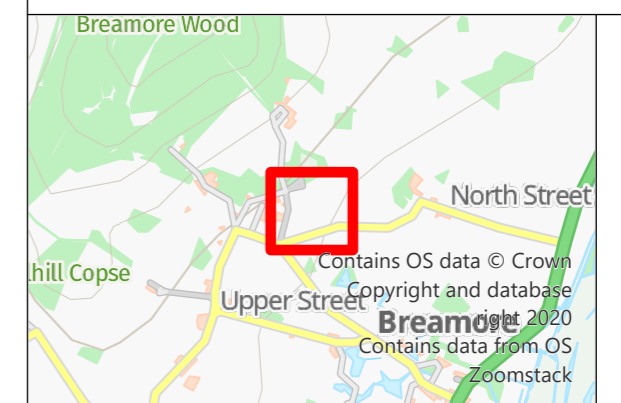 Breamore Wood
North Street
lhill Copse
Contains OS data © Crown
Upper Street
Copyright and database
Breamore
right 2020
Contains data from OS
Zoomstack